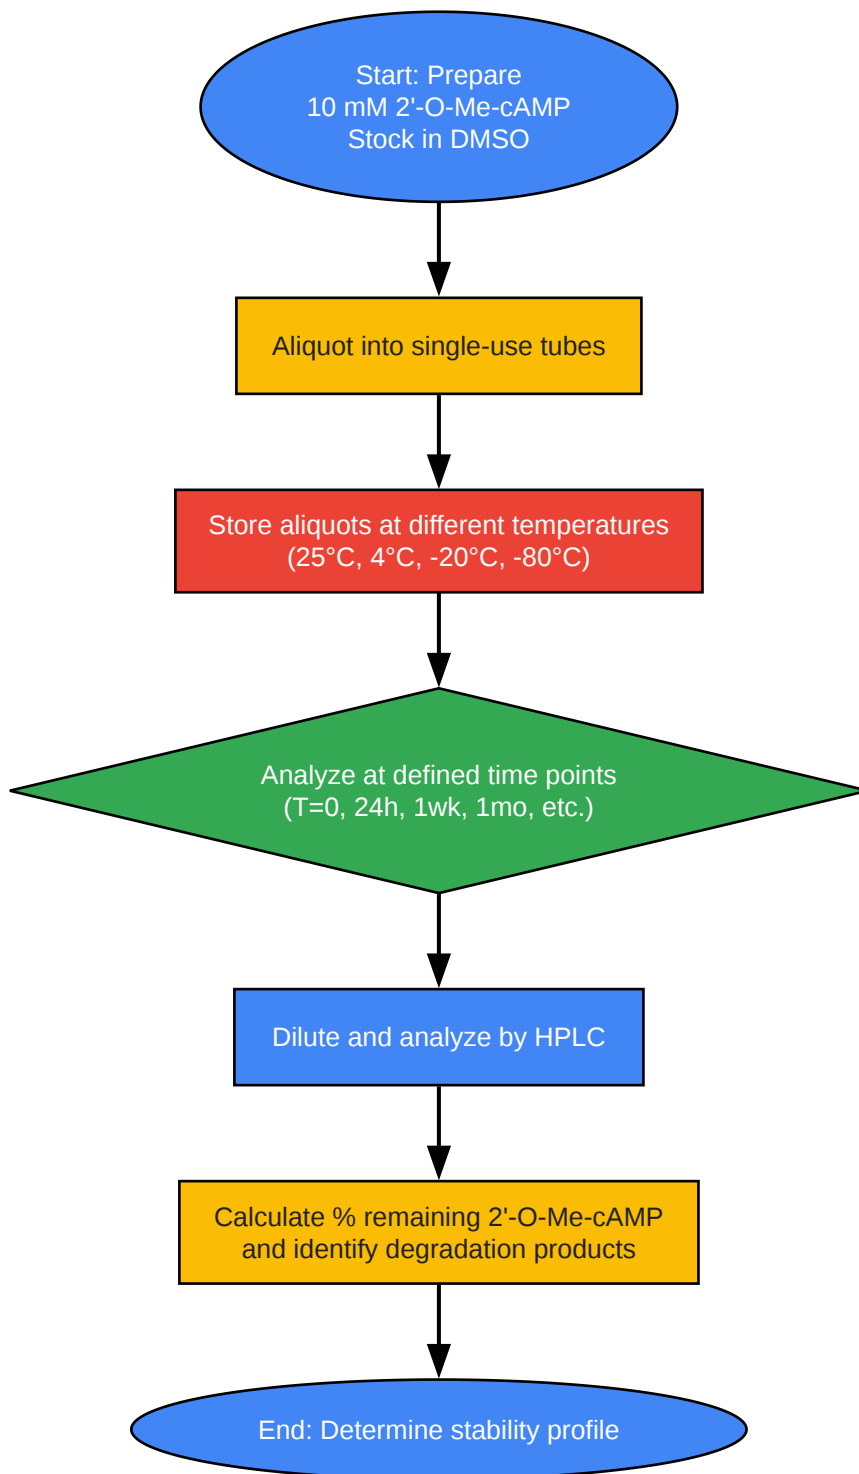 Start: Prepare
10 mM 2'-O-Me-cAMP
Stock in DMSO
Aliquot into single-use tubes
Store aliquots at different temperatures
(25°C, 4°C, -20°C, -80°C)
Analyze at defined time points
(T=0, 24h, 1wk, 1mo, etc.)
Dilute and analyze by HPLC
Calculate % remaining 2'-O-Me-cAMP
and identify degradation products
End: Determine stability profile